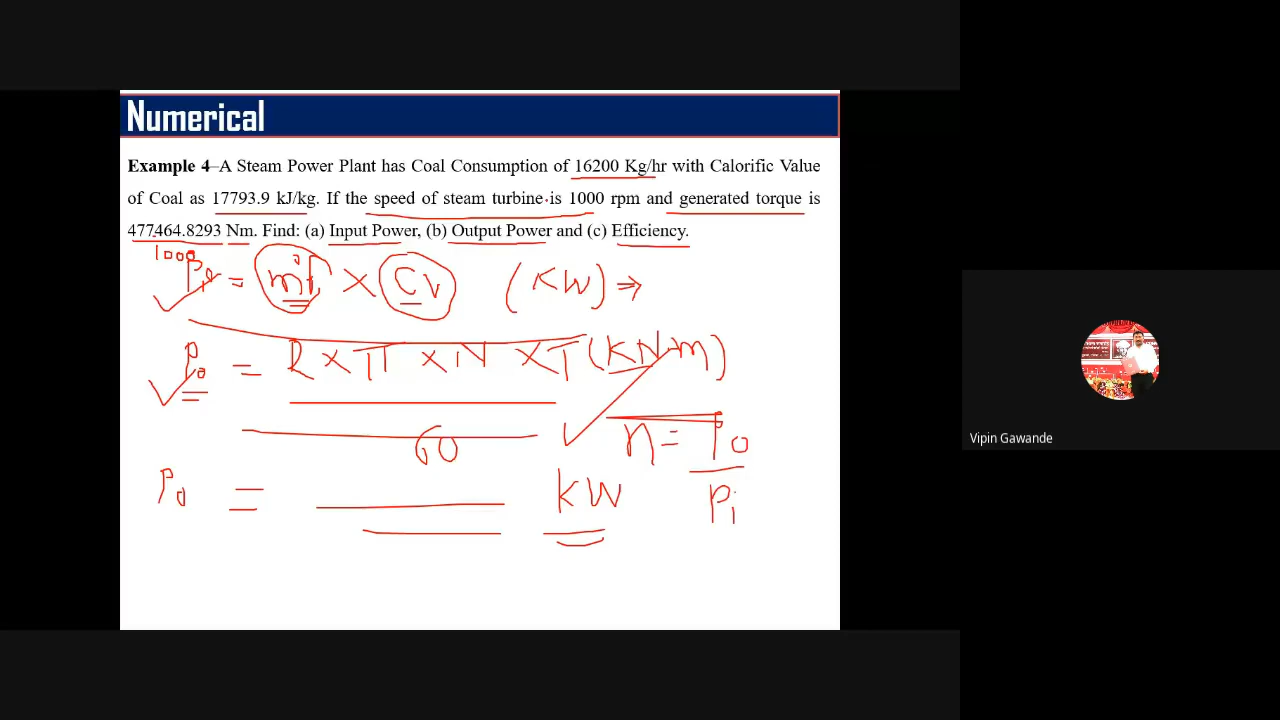 Numerical
Example 4–A Steam Power Plant has Coal Consumption of 16200 Kg/hr with Calorific Value
of Coal as 17793.9 kJ/kg. If the speed of steam turbine is 1000 rpm and generated torque is
477464.8293 Nm. Find: (a) Input Power, (b) Output Power and (c) Efficiency.
1000
= ṁf × Cv (KW) ⇒
Po = 2 × π × N × T (KN-m)
60
η = Po
Pi
Po = KW
Vipin Gawande